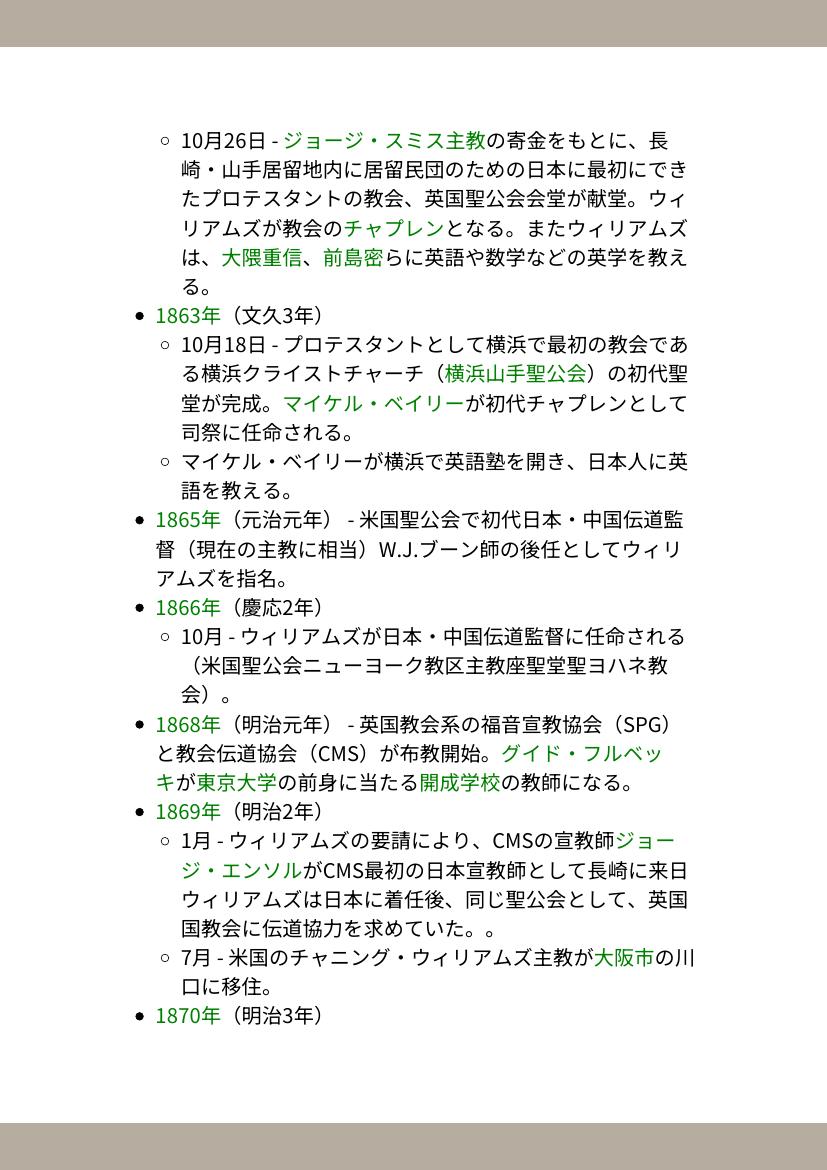 10月26日 - ジョージ・スミス主教の寄金をもとに、長
崎・山手居留地内に居留民団のための日本に最初にでき
たプロテスタントの教会、英国聖公会会堂が献堂。ウィ
リアムズが教会のチャプレンとなる。またウィリアムズ
は、大隈重信、前島密らに英語や数学などの英学を教え
る。
1863年（文久3年）
10月18日 - プロテスタントとして横浜で最初の教会であ
る横浜クライストチャーチ（横浜山手聖公会）の初代聖
堂が完成。マイケル・ベイリーが初代チャプレンとして
司祭に任命される。
マイケル・ベイリーが横浜で英語塾を開き、日本人に英
語を教える。
1865年（元治元年） - 米国聖公会で初代日本・中国伝道監
督（現在の主教に相当）W.J.ブーン師の後任としてウィリ
アムズを指名。
1866年（慶応2年）
10月 - ウィリアムズが日本・中国伝道監督に任命される
（米国聖公会ニューヨーク教区主教座聖堂聖ヨハネ教
会）。
1868年（明治元年） - 英国教会系の福音宣教協会（SPG）
と教会伝道協会（CMS）が布教開始。グイド・フルベッ
キが東京大学の前身に当たる開成学校の教師になる。
1869年（明治2年）
1月 - ウィリアムズの要請により、CMSの宣教師ジョー
ジ・エンソルがCMS最初の日本宣教師として長崎に来日
ウィリアムズは日本に着任後、同じ聖公会として、英国
国教会に伝道協力を求めていた。。
7月 - 米国のチャニング・ウィリアムズ主教が大阪市の川
口に移住。
1870年（明治3年）